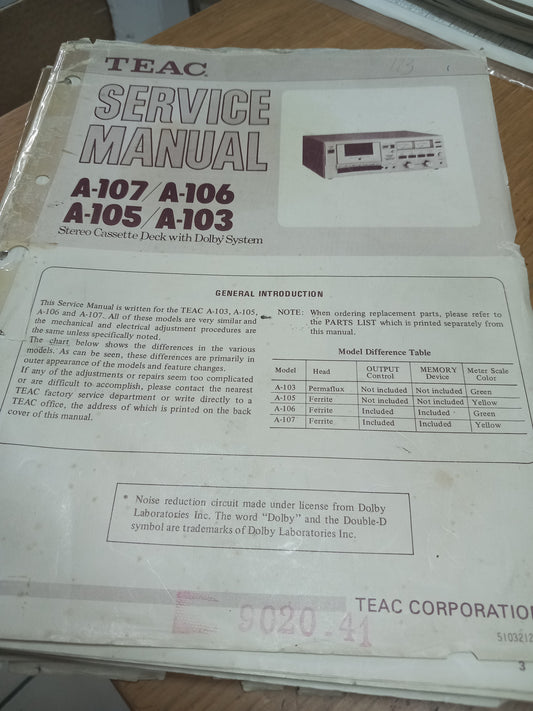 TEAC
SERVICE
MANUAL
A-107/A-106
A-105/A-103
Stereo Cassette Deck with Dolby System
GENERAL INTRODUCTION
This Service Manual is written for the TEAC A-103, A-105,
A-106 and A-107. All of these models are very similar and
the mechanical and electrical adjustment procedures are
the same unless specifically noted.
The chart below shows the differences in the various
models. As can be seen, these differences are primarily in
outer appearance of the models and feature changes.
If any of the adjustments or repairs seem too complicated
or are difficult to accomplish, please contact the nearest
TEAC factory service department or write directly to a
TEAC office, the address of which is printed on the back
cover of this manual.
NOTE: When ordering replacement parts, please refer to
the PARTS LIST which is printed separately from
this manual.
Model Difference Table
Model Head OUTPUT Control MEMORY Device Meter Scale Color
A-103 Permaflux Not included Not included Green
A-105 Ferrite Not included Not included Yellow
A-106 Ferrite Included Included Green
A-107 Ferrite Included Included Yellow
* Noise reduction circuit made under license from Dolby
Laboratories Inc. The word "Dolby" and the Double-D
symbol are trademarks of Dolby Laboratories Inc.
TEAC CORPORATION
9020-41
5103212
3